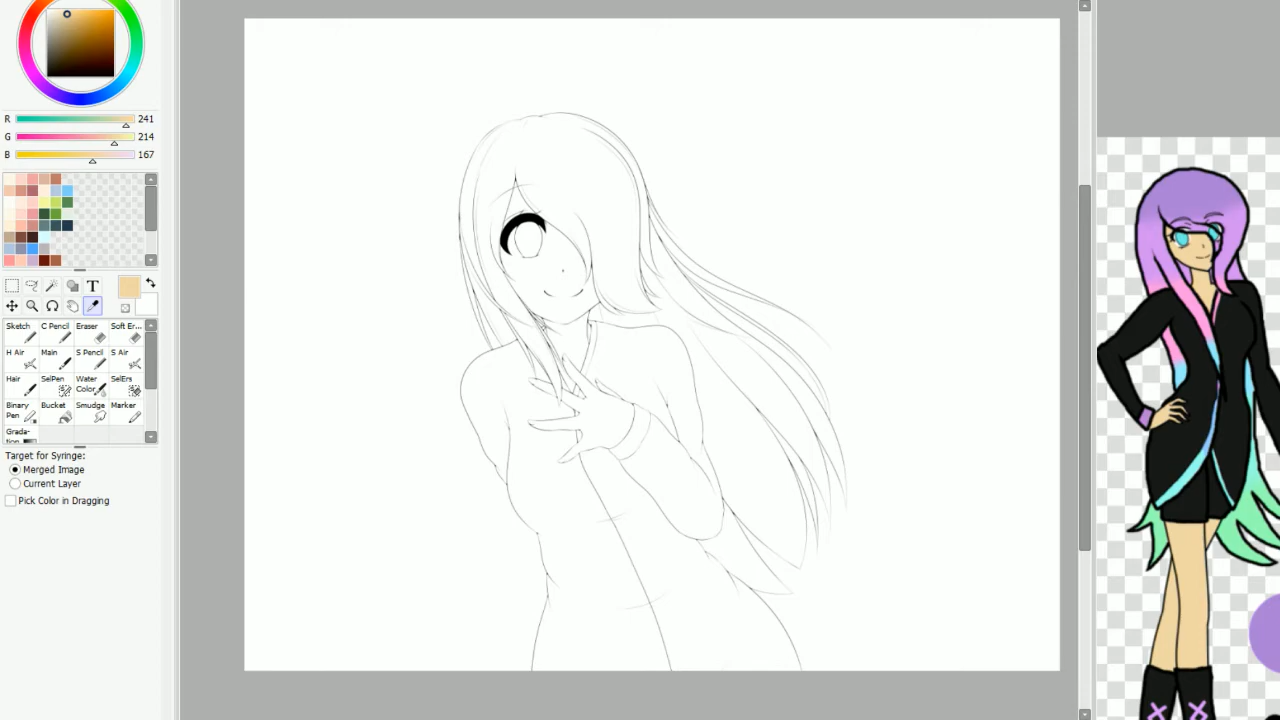 R 241
G 214
B 167
T
Sketch C Pencil Eraser Soft Er...
H Air Main S Pencil S Air
Hair SelPen Water Color SelErs
Binary Pen Bucket Smudge Marker
Grada-
tion
Target for Syringe:
Merged Image
Current Layer
Pick Color in Dragging